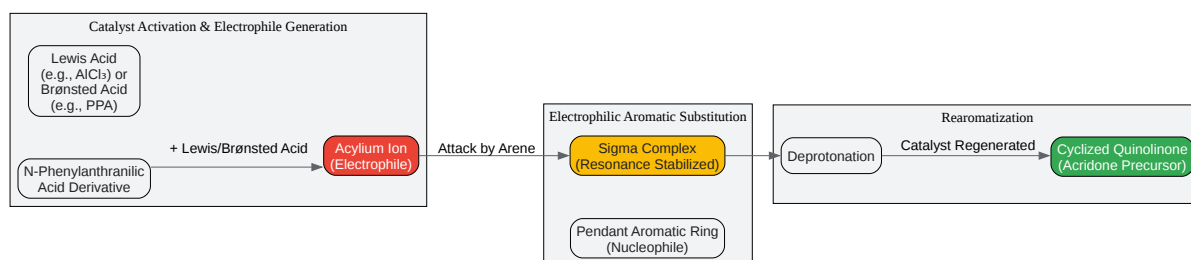 Catalyst Activation & Electrophile Generation
Lewis Acid
(e.g., AlCl₃) or
Brønsted Acid
(e.g., PPA)
+ Lewis/Brønsted Acid
N-Phenylanthranilic
Acid Derivative
Acylium Ion
(Electrophile)
Attack by Arene
Electrophilic Aromatic Substitution
Sigma Complex
(Resonance Stabilized)
Pendant Aromatic Ring
(Nucleophile)
Rearomatization
Deprotonation
Catalyst Regenerated
Cyclized Quinolinone
(Acridone Precursor)